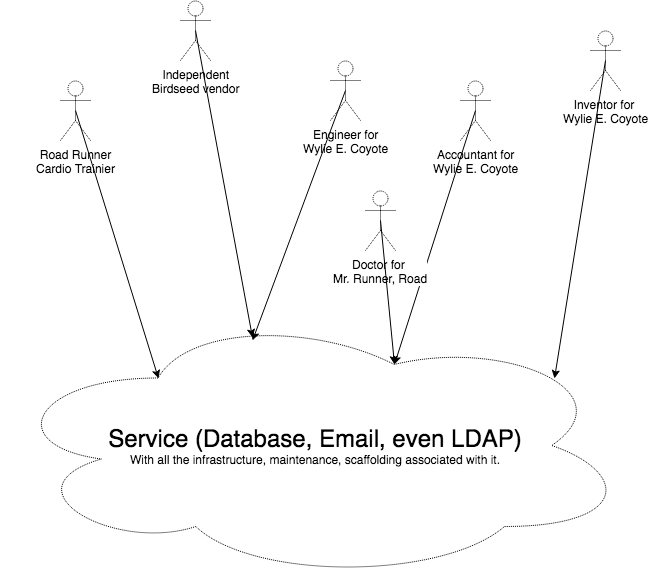 Independent
Birdseed vendor
Inventor for
Wylie E. Coyote
Engineer for
Wylie E. Coyote
Road Runner
Cardio Trainier
Accountant for
Wylie E. Coyote
Doctor for
Mr. Runner, Road
Service (Database, Email, even LDAP)
With all the infrastructure, maintenance, scaffolding associated with it.